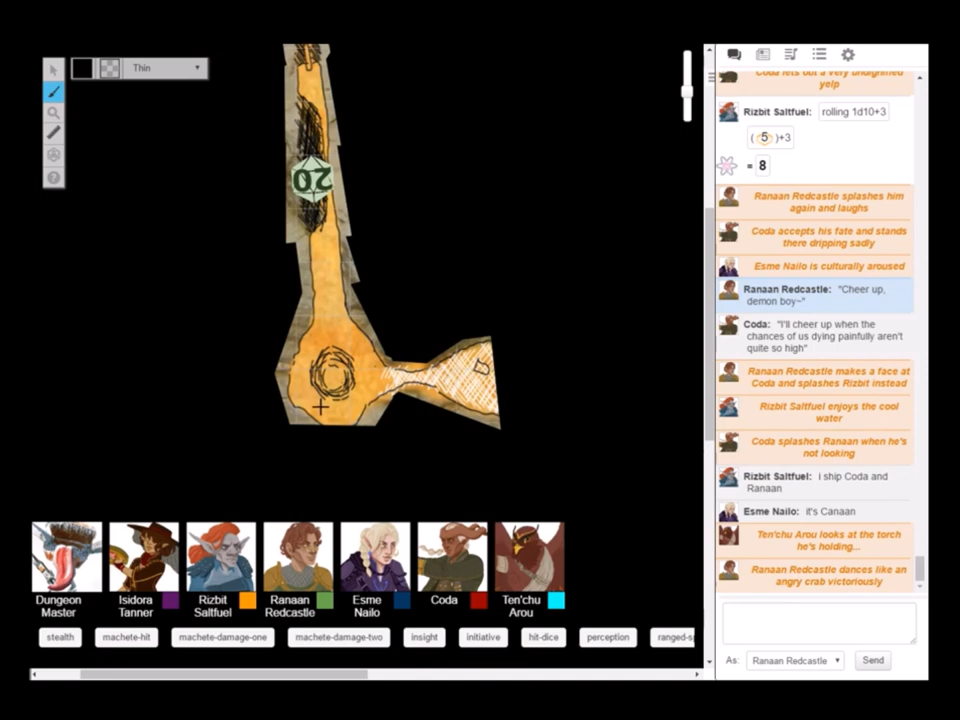 Thin
20
Coda lets out a very undignified
yelp
Rizbit Saltfuel: rolling 1d10+3
( 5 )+3
= 8
Ranaan Redcastle splashes him
again and laughs
Coda accepts his fate and stands
there dripping sadly
Esme Nailo is culturally aroused
Ranaan Redcastle: "Cheer up,
demon boy~"
Coda: "I'll cheer up when the
chances of us dying painfully aren't
quite so high"
Ranaan Redcastle makes a face at
Coda and splashes Rizbit instead
Rizbit Saltfuel enjoys the cool
water
Coda splashes Ranaan when he's
not looking
Rizbit Saltfuel: i ship Coda and
Ranaan
Esme Nailo: it's Canaan
Ten'chu Arou looks at the torch
he's holding...
Ranaan Redcastle dances like an
angry crab victoriously
As: Ranaan Redcastle Send
Dungeon
Master
Isidora
Tanner
Rizbit
Saltfuel
Ranaan
Redcastle
Esme
Nailo
Coda
Ten'chu
Arou
stealth machete-hit machete-damage-one machete-damage-two insight initiative hit-dice perception ranged-sp